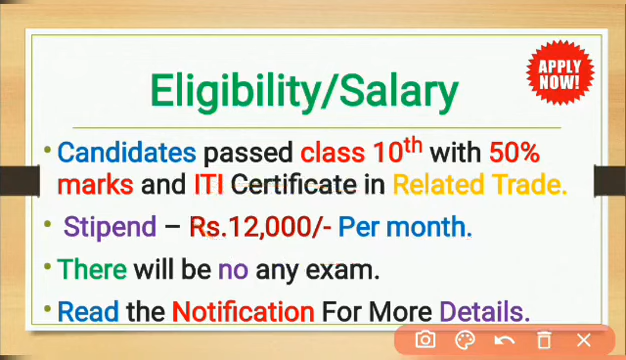 Eligibility/Salary
APPLY
NOW!
• Candidates passed class 10th with 50%
marks and ITI Certificate in Related Trade.
• Stipend – Rs.12,000/- Per month.
• There will be no any exam.
• Read the Notification For More Details.